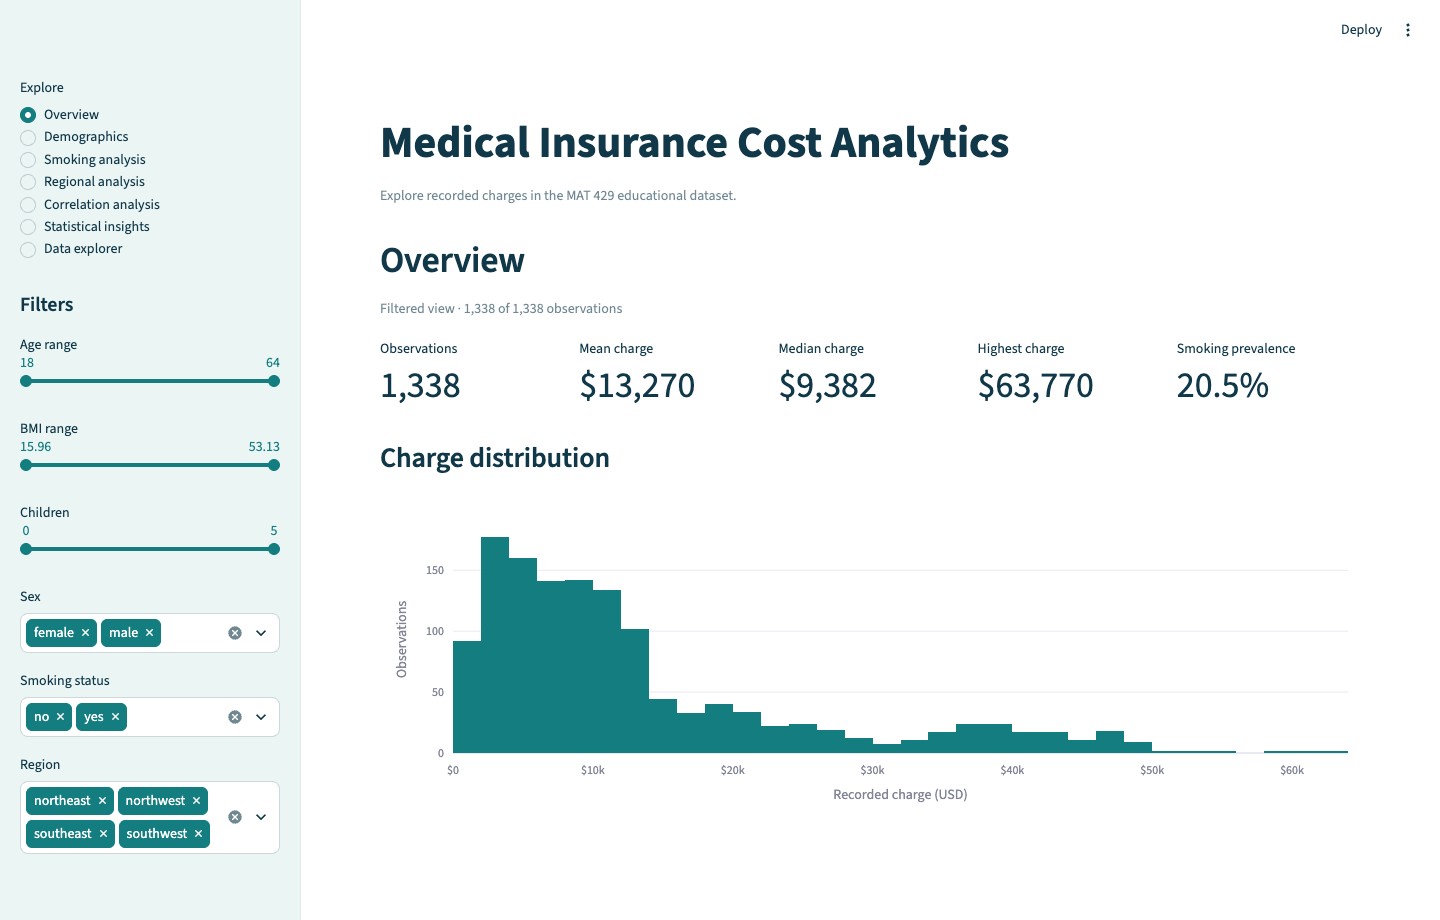 Deploy
Explore
Overview
Demographics
Smoking analysis
Regional analysis
Correlation analysis
Statistical insights
Data explorer
Filters
Age range
18 64
BMI range
15.96 53.13
Children
0 5
Sex
female male
Smoking status
no yes
Region
northeast northwest
southeast southwest
Medical Insurance Cost Analytics
Explore recorded charges in the MAT 429 educational dataset.
Overview
Filtered view · 1,338 of 1,338 observations
Observations Mean charge Median charge Highest charge Smoking prevalence
1,338 $13,270 $9,382 $63,770 20.5%
Charge distribution
Observations
150
100
50
0
$0 $10k $20k $30k $40k $50k $60k
Recorded charge (USD)